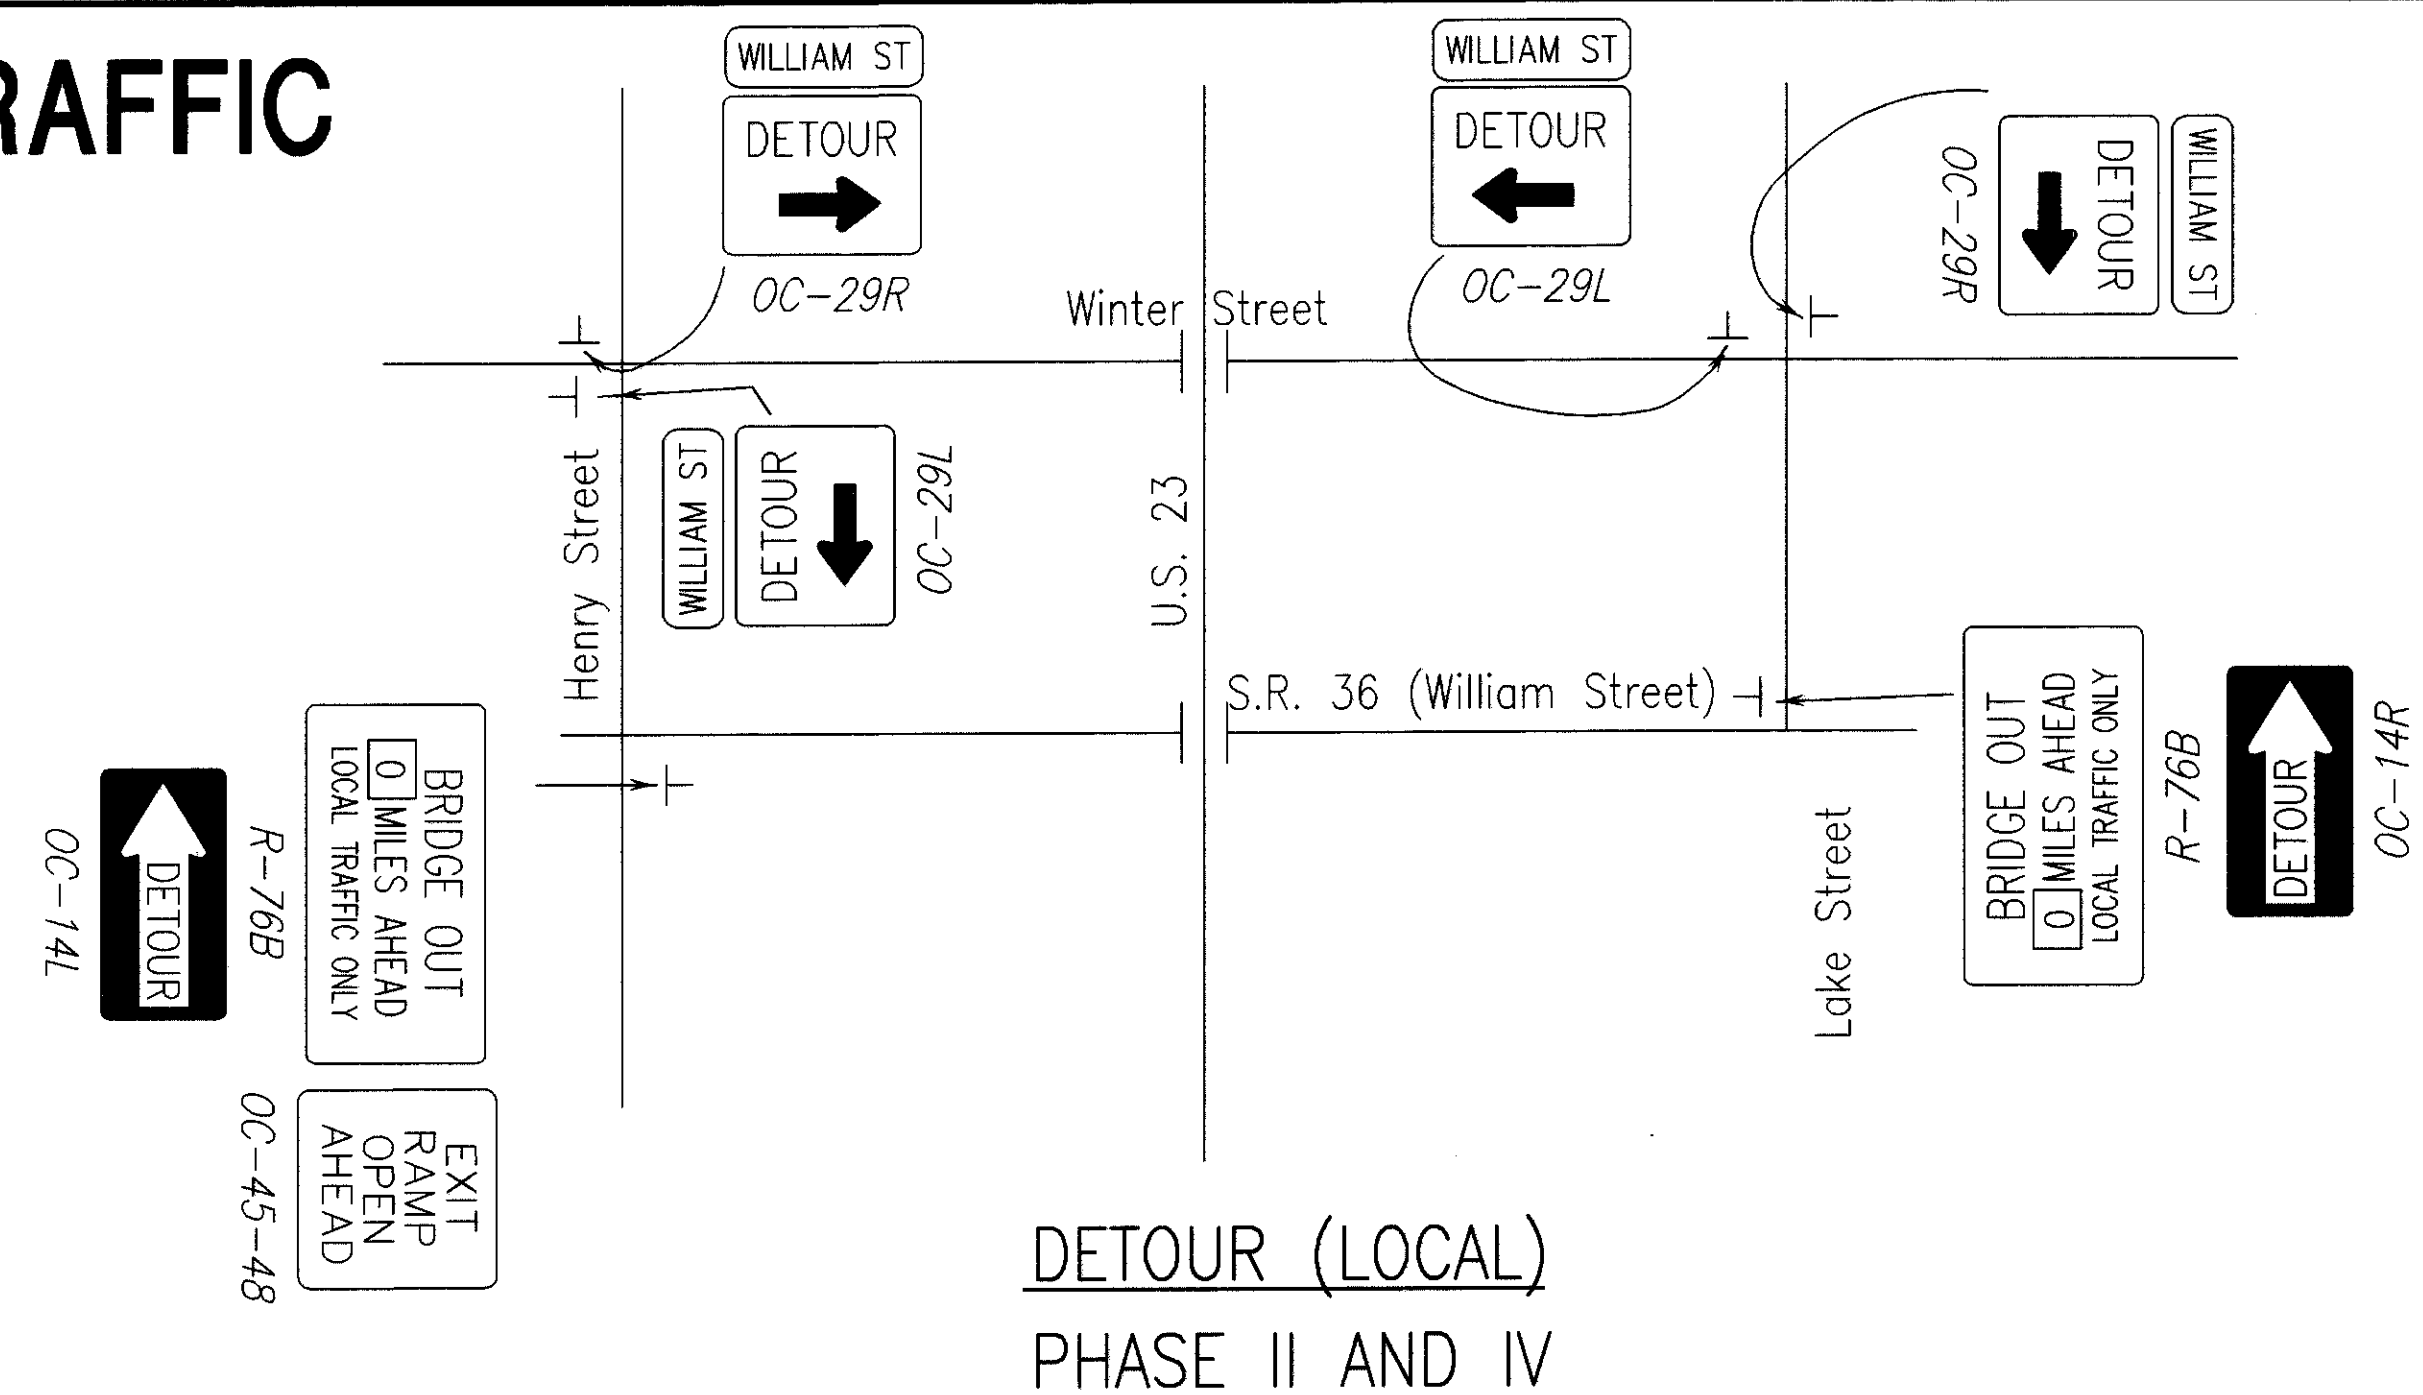 RAFFIC
WILLIAM ST
DETOUR
OC-29R
WILLIAM ST
DETOUR
OC-29L
WILLIAM ST
DETOUR
OC-29R
Winter Street
Henry Street
WILLIAM ST
DETOUR
OC-29L
U.S. 23
S.R. 36 (William Street)
Lake Street
BRIDGE OUT
0 MILES AHEAD
LOCAL TRAFFIC ONLY
R-76B
DETOUR
OC-14R
BRIDGE OUT
0 MILES AHEAD
LOCAL TRAFFIC ONLY
R-76B
DETOUR
OC-14L
EXIT
RAMP
OPEN
AHEAD
OC-45-48
DETOUR (LOCAL)
PHASE II AND IV